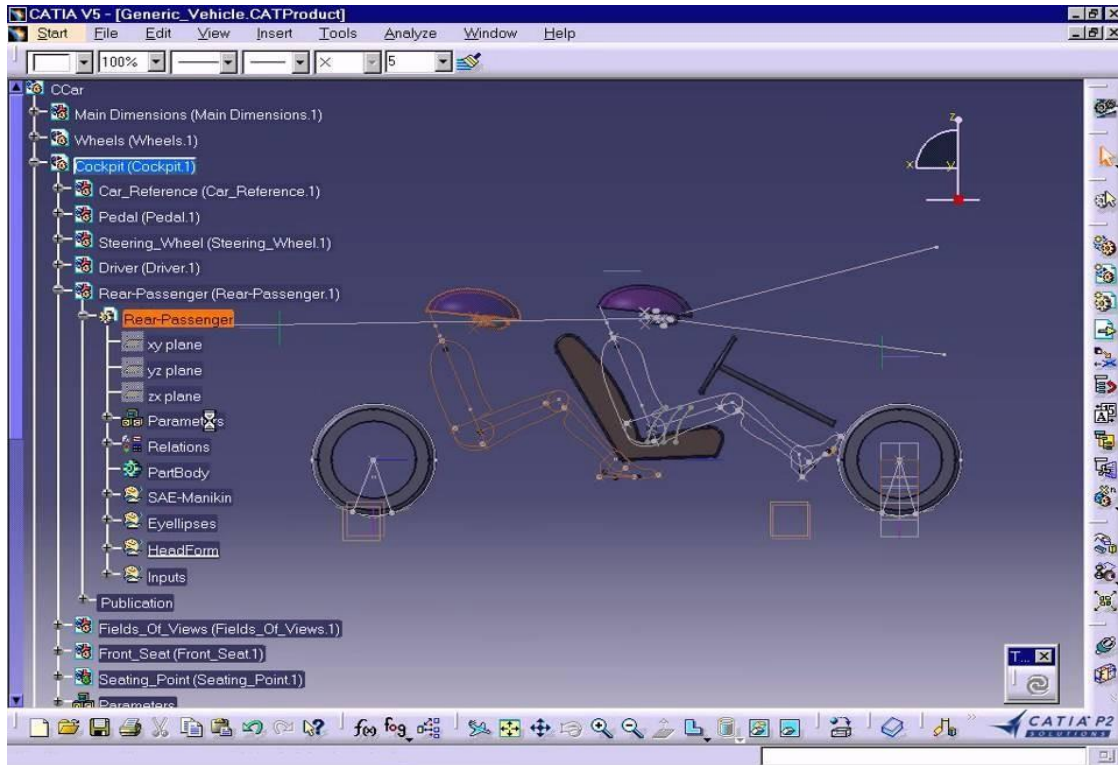 CATIA V5 - [Generic_Vehicle.CATProduct]
Start File Edit View Insert Tools Analyze Window Help
100% 5
CCar
Main Dimensions (Main Dimensions.1)
Wheels (Wheels.1)
Cockpit (Cockpit.1)
Car_Reference (Car_Reference.1)
Pedal (Pedal.1)
Steering_Wheel (Steering_Wheel.1)
Driver (Driver.1)
Rear-Passenger (Rear-Passenger.1)
Rear-Passenger
xy plane
yz plane
zx plane
Parameters
Relations
PartBody
SAE-Manikin
Eyellipses
HeadForm
Inputs
Publication
Fields_Of_Views (Fields_Of_Views.1)
Front_Seat (Front_Seat.1)
Seating_Point (Seating_Point.1)
Parameters
z
x y
T...
f(x) fog
CATIA P2
SOLUTIONS